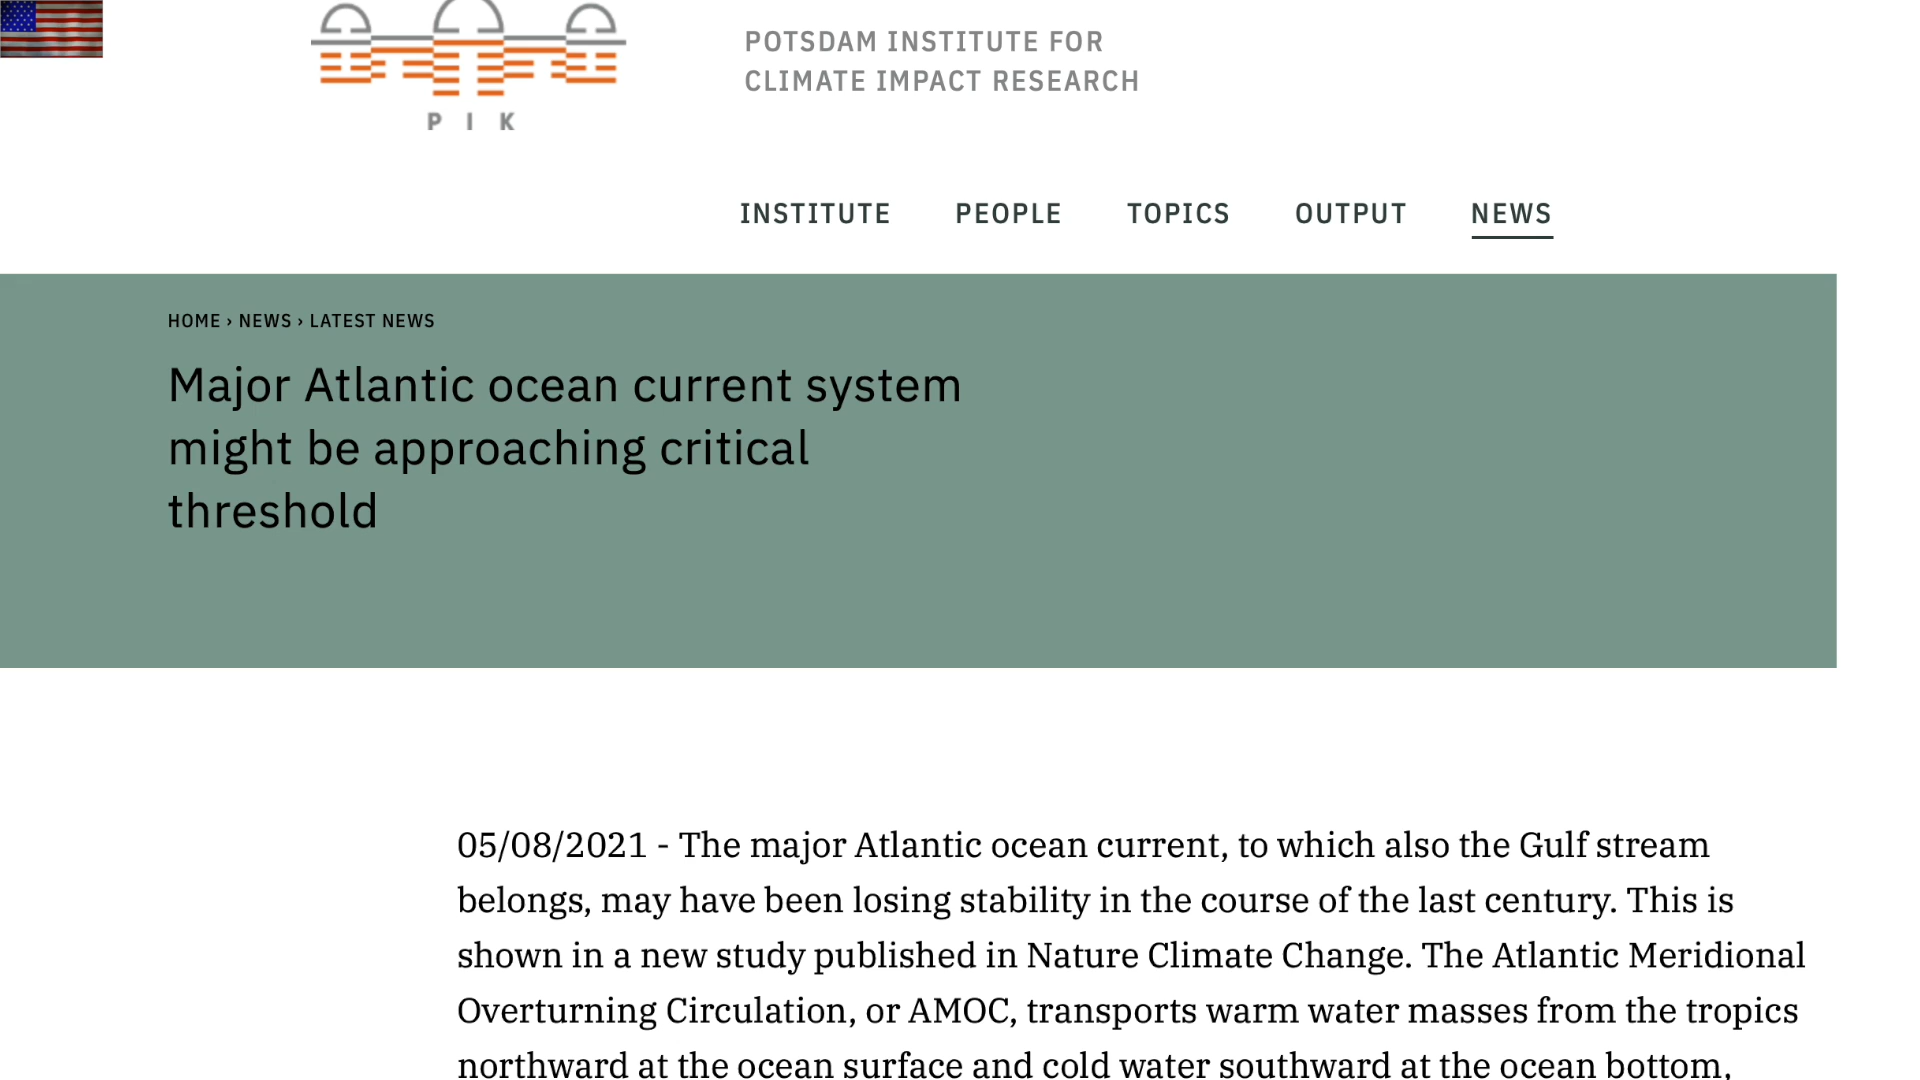 POTSDAM INSTITUTE FOR
CLIMATE IMPACT RESEARCH
P I K
INSTITUTE PEOPLE TOPICS OUTPUT NEWS
HOME › NEWS › LATEST NEWS
Major Atlantic ocean current system
might be approaching critical
threshold
05/08/2021 - The major Atlantic ocean current, to which also the Gulf stream
belongs, may have been losing stability in the course of the last century. This is
shown in a new study published in Nature Climate Change. The Atlantic Meridional
Overturning Circulation, or AMOC, transports warm water masses from the tropics
northward at the ocean surface and cold water southward at the ocean bottom,